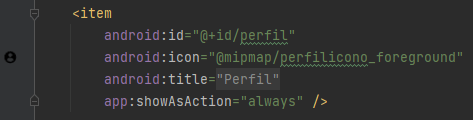 <item
android:id="@+id/perfil"
android:icon="@mipmap/perfilicono_foreground"
android:title="Perfil"
app:showAsAction="always" />